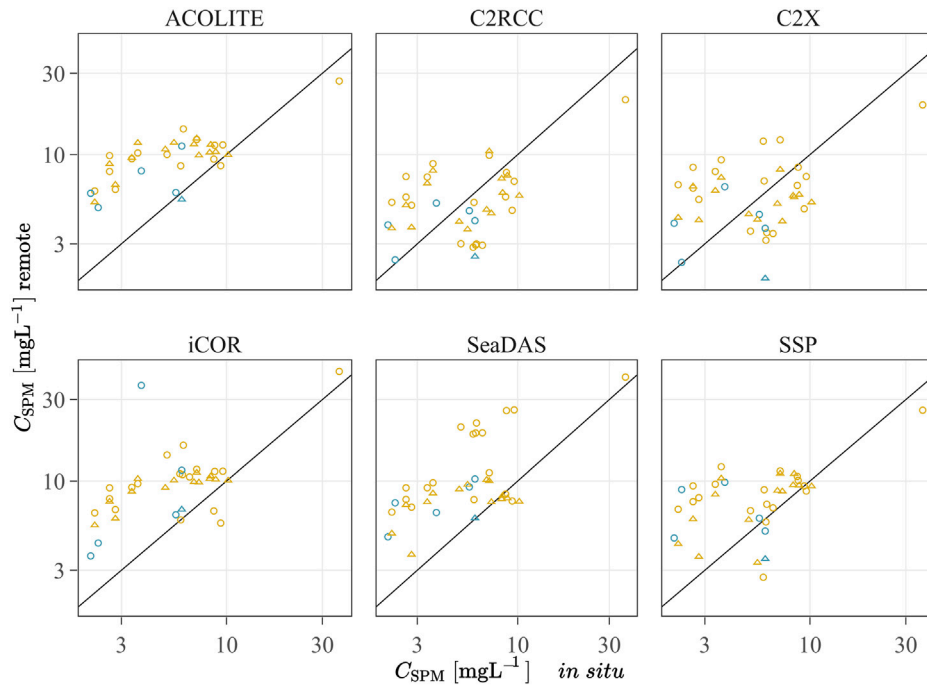 ACOLITE C2RCC C2X
30
10
3
iCOR SeaDAS SSP
30
10
3
3 10 30 3 10 30 3 10 30
C_SPM [mgL⁻¹] in situ
C_SPM [mgL⁻¹] remote